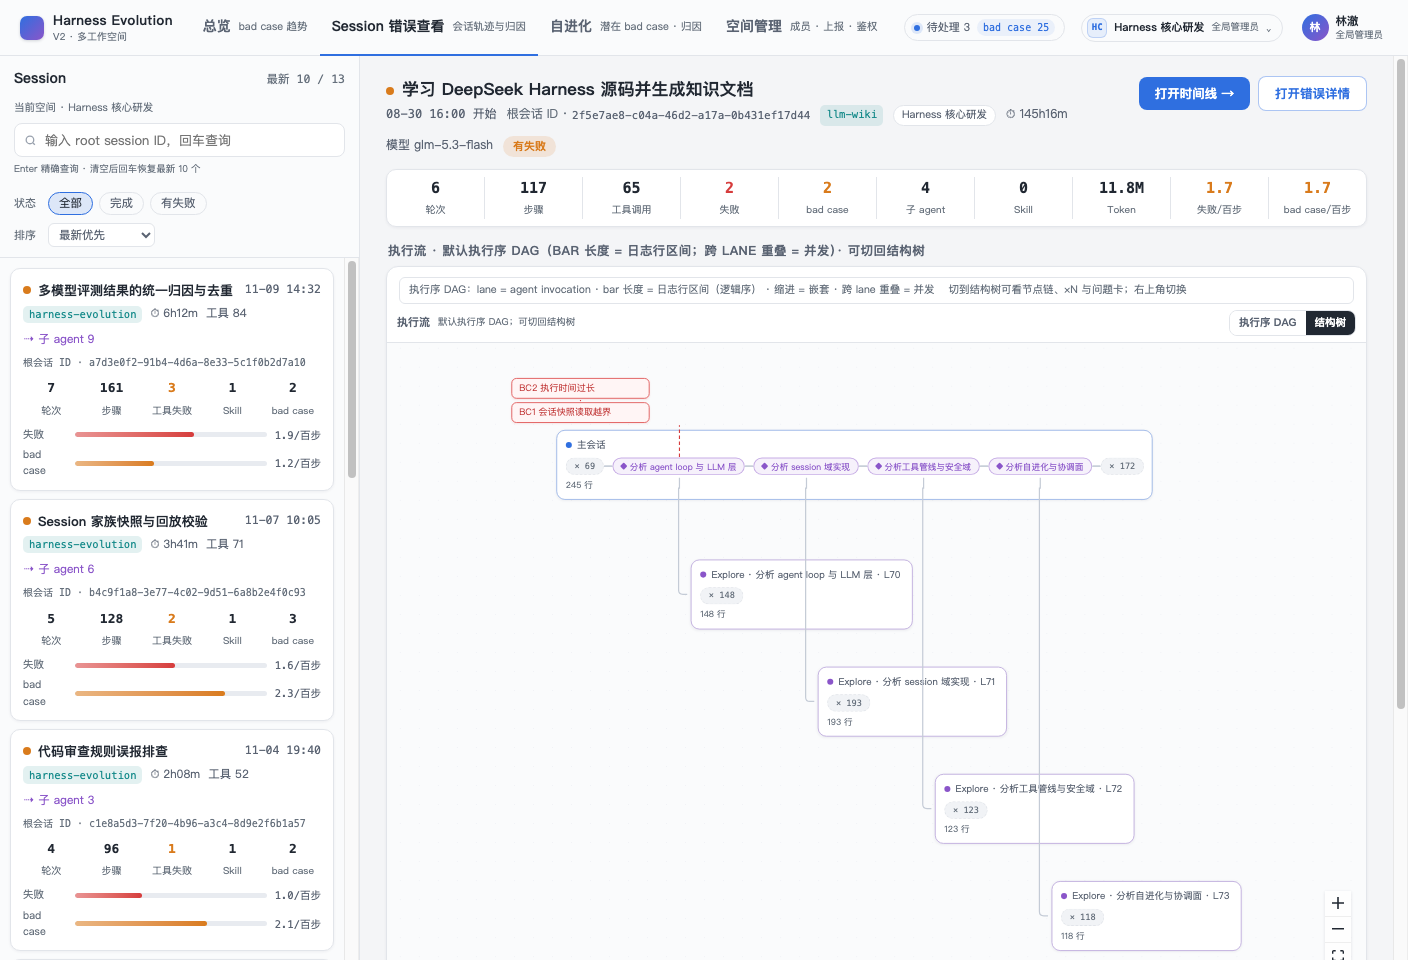 Harness Evolution
V2 · 多工作空间
总览 bad case 趋势
Session 错误查看 会话轨迹与归因
自进化 潜在 bad case · 归因
空间管理 成员 · 上报 · 鉴权
待处理 3 bad case 25
HC Harness 核心研发 全局管理员
林 林澈
全局管理员
Session
最新 10 / 13
当前空间 · Harness 核心研发
输入 root session ID，回车查询
Enter 精确查询 · 清空后回车恢复最新 10 个
状态 全部 完成 有失败
排序 最新优先
多模型评测结果的统一归因与去重 11-09 14:32
harness-evolution ⏱ 6h12m 工具 84
⇢ 子 agent 9
根会话 ID · a7d3e0f2-91b4-4d6a-8e33-5c1f0b2d7a10
7 161 3 1 2
轮次 步骤 工具失败 Skill bad case
失败 1.9/百步
bad case 1.2/百步
Session 家族快照与回放校验 11-07 10:05
harness-evolution ⏱ 3h41m 工具 71
⇢ 子 agent 6
根会话 ID · b4c9f1a8-3e77-4c02-9d51-6a8b2e4f0c93
5 128 2 1 3
轮次 步骤 工具失败 Skill bad case
失败 1.6/百步
bad case 2.3/百步
代码审查规则误报排查 11-04 19:40
harness-evolution ⏱ 2h08m 工具 52
⇢ 子 agent 3
根会话 ID · c1e8a5d3-7f20-4b96-a3c4-8d9e2f6b1a57
4 96 1 1 2
轮次 步骤 工具失败 Skill bad case
失败 1.0/百步
bad case 2.1/百步
学习 DeepSeek Harness 源码并生成知识文档
打开时间线 →
打开错误详情
08-30 16:00 开始 根会话 ID · 2f5e7ae8-c04a-46d2-a17a-0b431ef17d44 llm-wiki Harness 核心研发 ⏱ 145h16m
模型 glm-5.3-flash 有失败
6 117 65 2 2 4 0 11.8M 1.7 1.7
轮次 步骤 工具调用 失败 bad case 子 agent Skill Token 失败/百步 bad case/百步
执行流 · 默认执行序 DAG（BAR 长度 = 日志行区间；跨 LANE 重叠 = 并发）· 可切回结构树
执行序 DAG：lane = agent invocation · bar 长度 = 日志行区间（逻辑序） · 缩进 = 嵌套 · 跨 lane 重叠 = 并发 切到结构树可看节点链、×N 与问题卡；右上角切换
执行流 默认执行序 DAG；可切回结构树
执行序 DAG 结构树
BC2 执行时间过长
BC1 会话快照读取越界
主会话
× 69 ◆ 分析 agent loop 与 LLM 层 ◆ 分析 session 域实现 ◆ 分析工具管线与安全域 ◆ 分析自进化与协调面 × 172
245 行
Explore · 分析 agent loop 与 LLM 层 · L70
× 148
148 行
Explore · 分析 session 域实现 · L71
× 193
193 行
Explore · 分析工具管线与安全域 · L72
× 123
123 行
Explore · 分析自进化与协调面 · L73
× 118
118 行